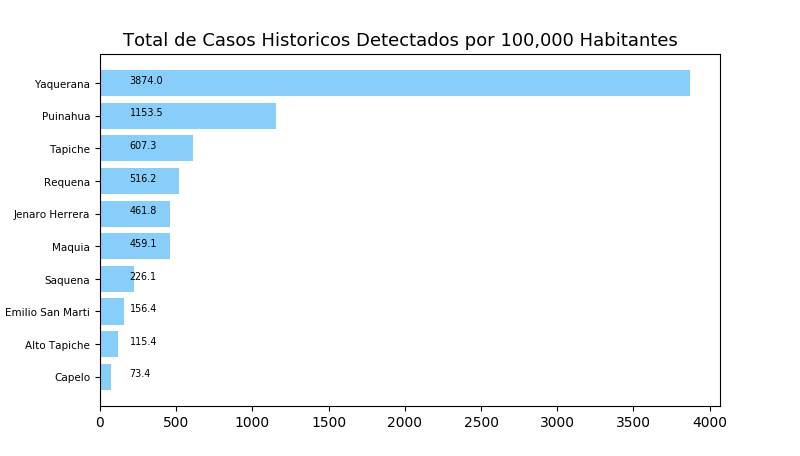 Total de Casos Historicos Detectados por 100,000 Habitantes
Yaquerana 3874.0
Puinahua 1153.5
Tapiche 607.3
Requena 516.2
Jenaro Herrera 461.8
Maquia 459.1
Saquena 226.1
Emilio San Marti 156.4
Alto Tapiche 115.4
Capelo 73.4
0 500 1000 1500 2000 2500 3000 3500 4000